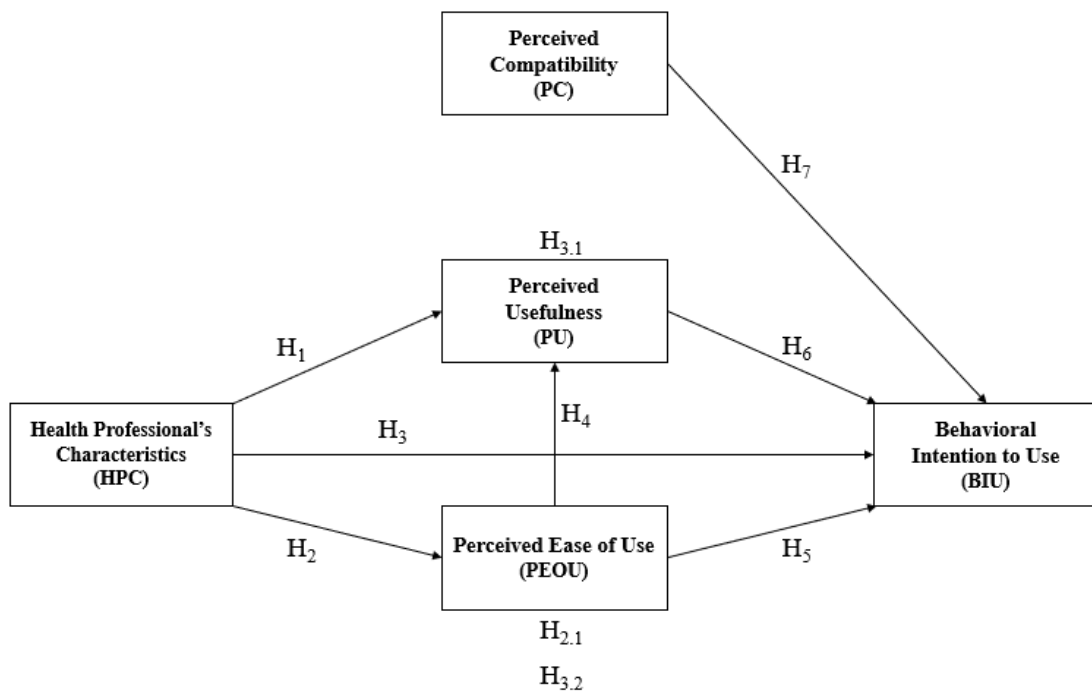 Perceived
Compatibility
(PC)
H7
H3.1
Perceived
Usefulness
(PU)
H1
H6
H4
Health Professional's
Characteristics
(HPC)
H3
Behavioral
Intention to Use
(BIU)
H2
Perceived Ease of Use
(PEOU)
H5
H2.1
H3.2